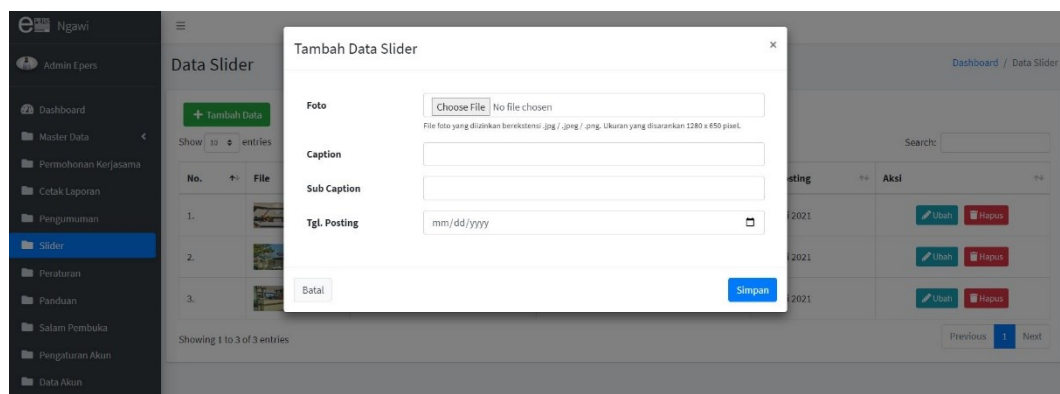 Ngawi
Tambah Data Slider ×
Admin Epers
Data Slider
Dashboard / Data Slider
Foto Choose File No file chosen
File foto yang diizinkan berekstensi .jpg / .jpeg / .png. Ukuran yang disarankan 1280 x 650 pixel.
Dashboard
+ Tambah Data
Master Data
Show 10 entries
Search:
Caption
Permohonan Kerjasama
No. File
sting Aksi
Sub Caption
Cetak Laporan
Pengumuman
1.
Tgl. Posting mm/dd/yyyy
2021 Ubah Hapus
Slider
2.
2021 Ubah Hapus
Peraturan
Panduan
3.
Batal Simpan
2021 Ubah Hapus
Salam Pembuka
Showing 1 to 3 of 3 entries
Previous 1 Next
Pengaturan Akun
Data Akun